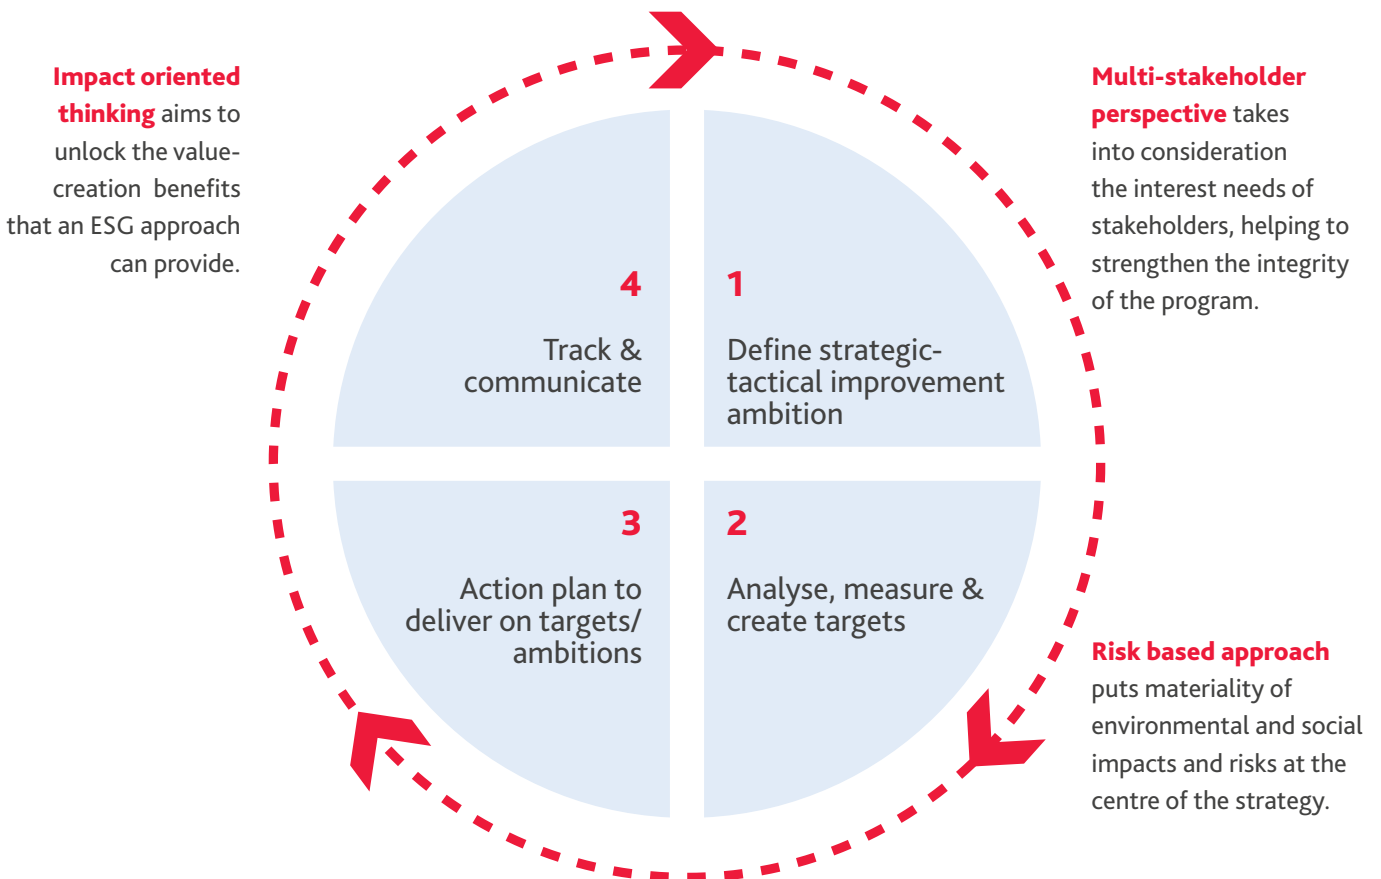 Impact oriented
thinking aims to
unlock the value-
creation benefits
that an ESG approach
can provide.
Multi-stakeholder
perspective takes
into consideration
the interest needs of
stakeholders, helping to
strengthen the integrity
of the program.
4
Track &
communicate
1
Define strategic-
tactical improvement
ambition
3
Action plan to
deliver on targets/
ambitions
2
Analyse, measure &
create targets
Risk based approach
puts materiality of
environmental and social
impacts and risks at the
centre of the strategy.